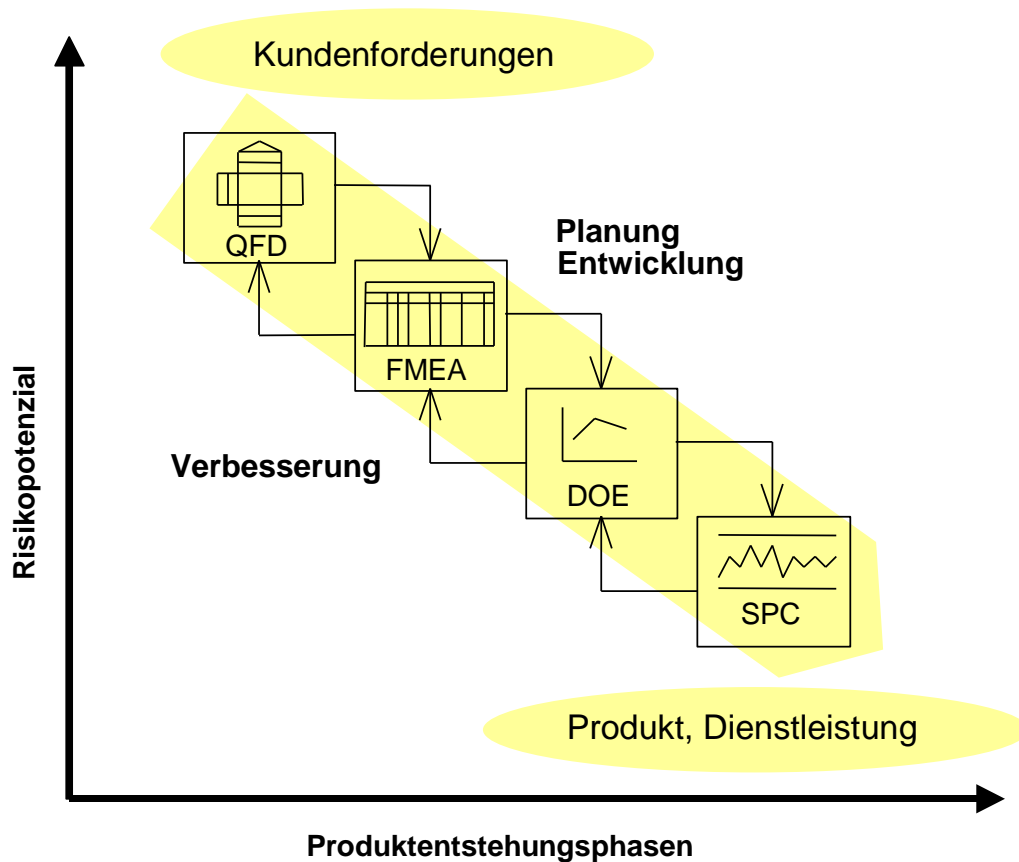 Kundenforderungen
QFD
Planung
Entwicklung
FMEA
Verbesserung
DOE
SPC
Produkt, Dienstleistung
Risikopotenzial
Produktentstehungsphasen